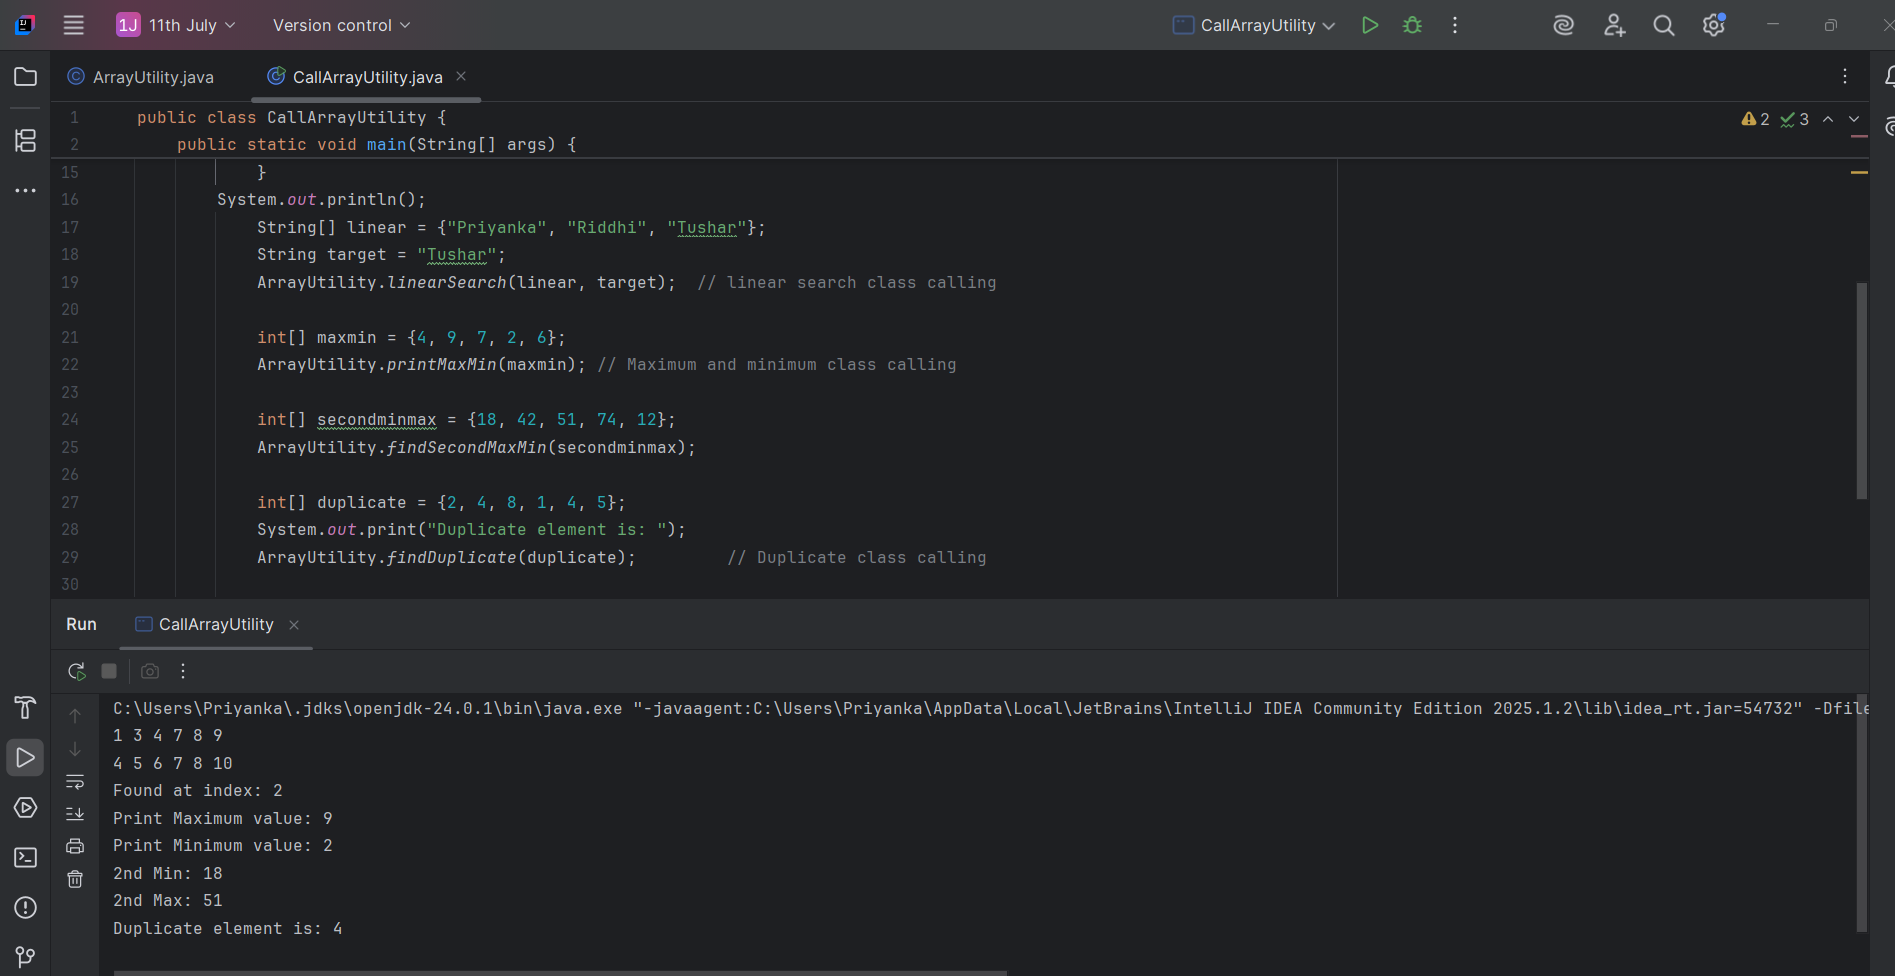 1J 11th July Version control CallArrayUtility
ArrayUtility.java CallArrayUtility.java
2 3
1 public class CallArrayUtility {
2 public static void main(String[] args) {
15 }
16 System.out.println();
17 String[] linear = {"Priyanka", "Riddhi", "Tushar"};
18 String target = "Tushar";
19 ArrayUtility.linearSearch(linear, target); // linear search class calling
20
21 int[] maxmin = {4, 9, 7, 2, 6};
22 ArrayUtility.printMaxMin(maxmin); // Maximum and minimum class calling
23
24 int[] secondminmax = {18, 42, 51, 74, 12};
25 ArrayUtility.findSecondMaxMin(secondminmax);
26
27 int[] duplicate = {2, 4, 8, 1, 4, 5};
28 System.out.print("Duplicate element is: ");
29 ArrayUtility.findDuplicate(duplicate); // Duplicate class calling
30
Run CallArrayUtility
C:\Users\Priyanka\.jdks\openjdk-24.0.1\bin\java.exe "-javaagent:C:\Users\Priyanka\AppData\Local\JetBrains\IntelliJ IDEA Community Edition 2025.1.2\lib\idea_rt.jar=54732" -Dfile
1 3 4 7 8 9
4 5 6 7 8 10
Found at index: 2
Print Maximum value: 9
Print Minimum value: 2
2nd Min: 18
2nd Max: 51
Duplicate element is: 4